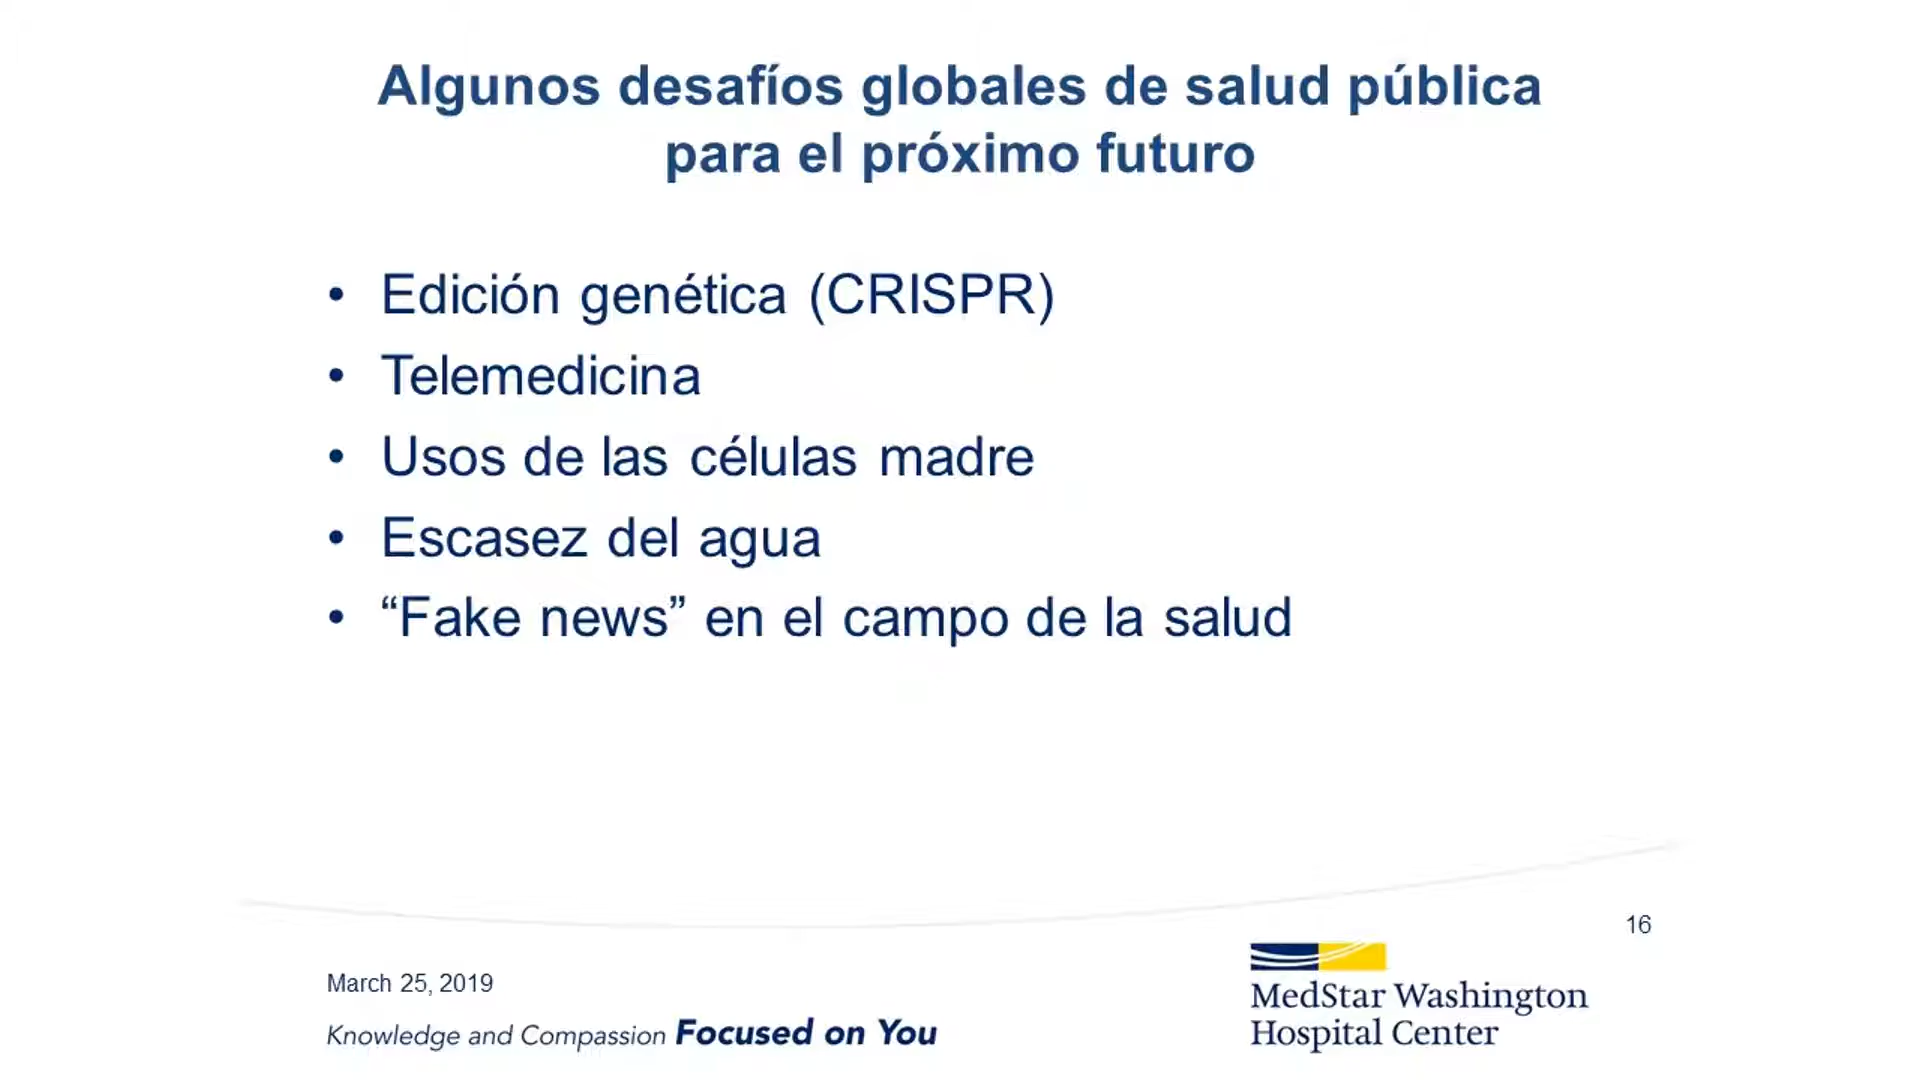 Algunos desafíos globales de salud pública
para el próximo futuro
• Edición genética (CRISPR)
• Telemedicina
• Usos de las células madre
• Escasez del agua
• “Fake news” en el campo de la salud
16
March 25, 2019
Knowledge and Compassion Focused on You
MedStar Washington
Hospital Center